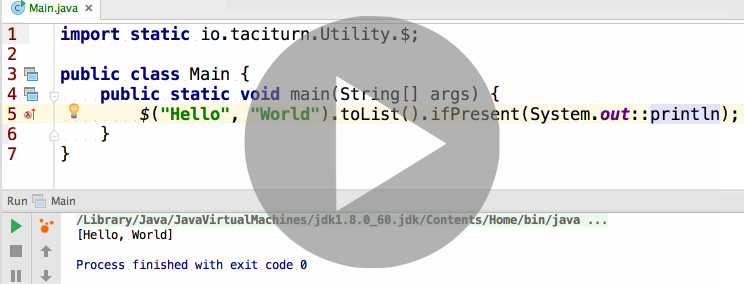 Main.java
1 import static io.taciturn.Utility.$;
2
3 public class Main {
4 public static void main(String[] args) {
5 $("Hello", "World").toList().ifPresent(System.out::println);
6 }
7 }
Run Main
/Library/Java/JavaVirtualMachines/jdk1.8.0_60.jdk/Contents/Home/bin/java ...
[Hello, World]
Process finished with exit code 0